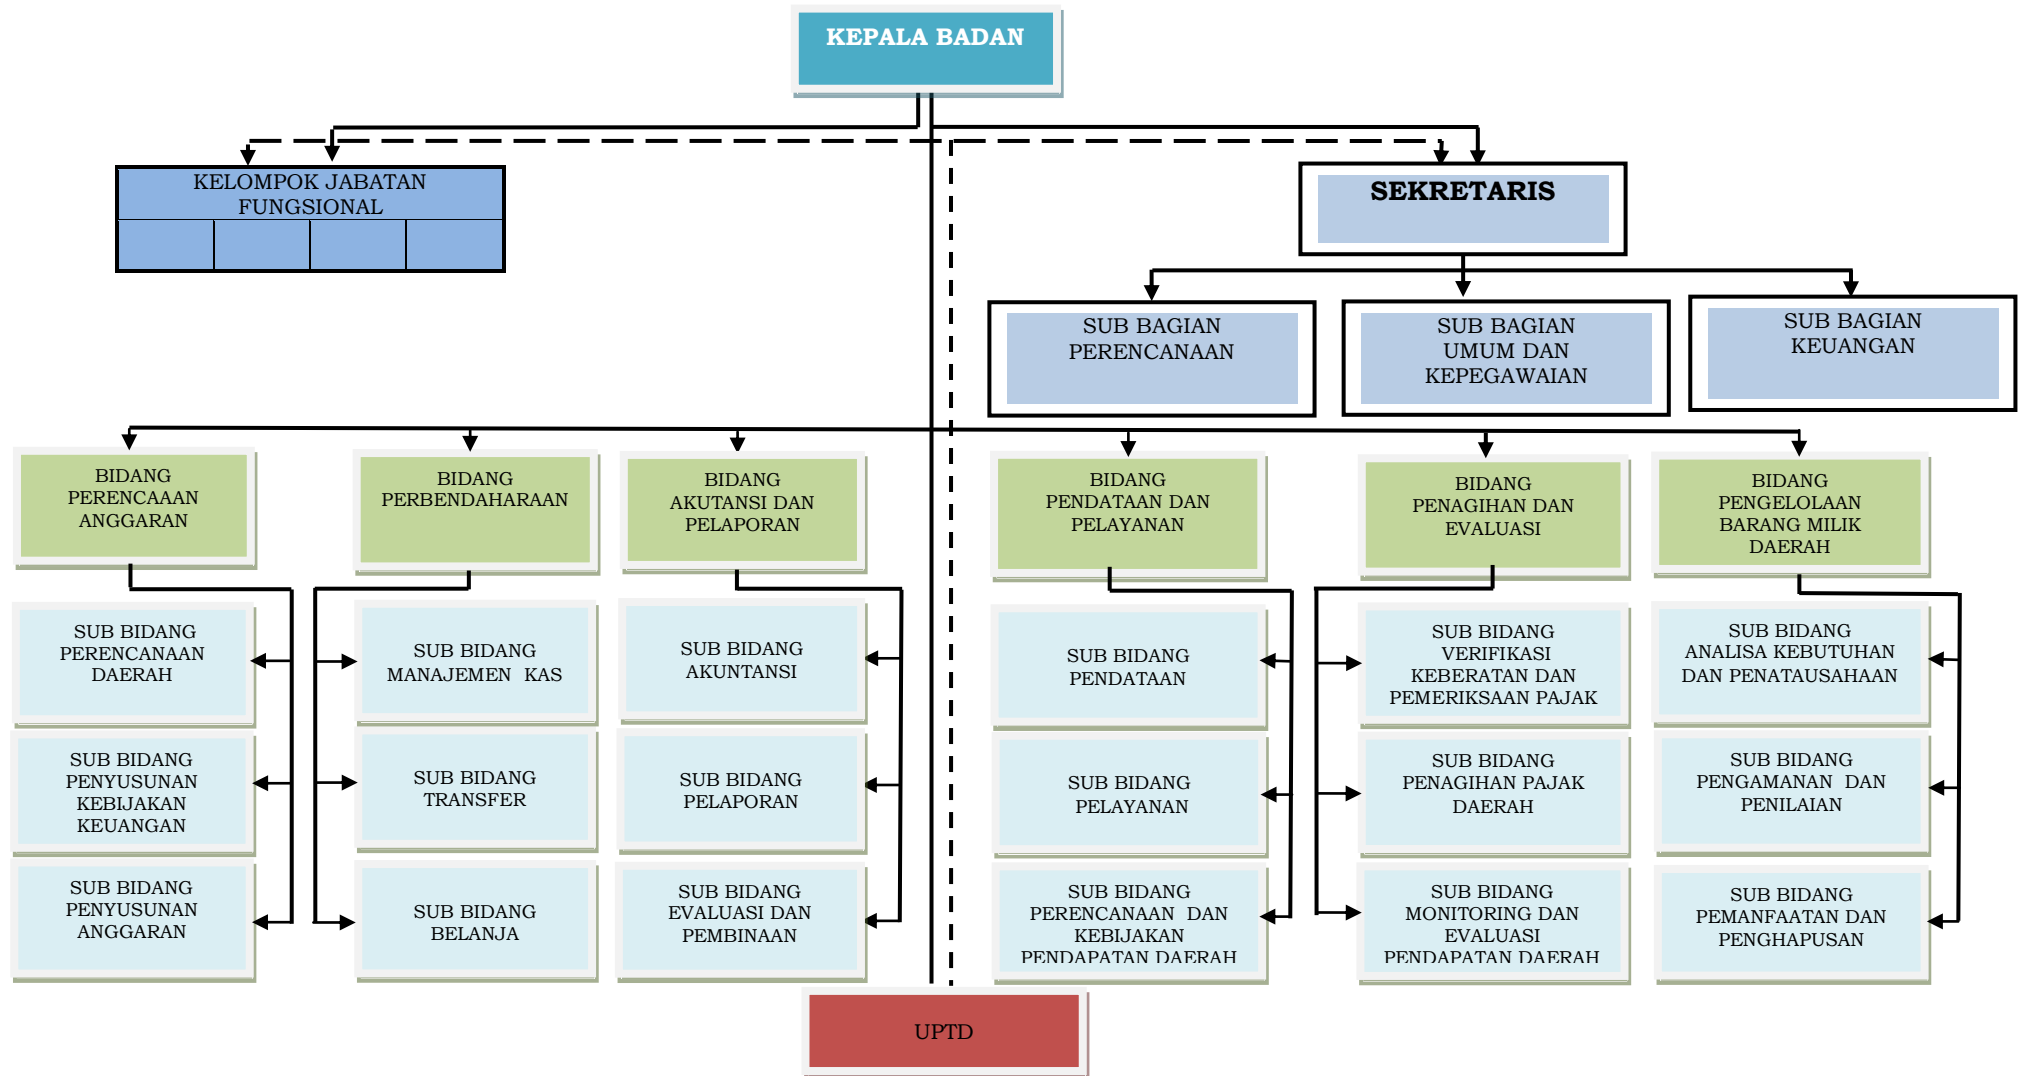 KEPALA BADAN
KELOMPOK JABATAN
FUNGSIONAL
SEKRETARIS
SUB BAGIAN
PERENCANAAN
SUB BAGIAN
UMUM DAN
KEPEGAWAIAN
SUB BAGIAN
KEUANGAN
BIDANG
PERENCAAAN
ANGGARAN
BIDANG
PERBENDAHARAAN
BIDANG
AKUTANSI DAN
PELAPORAN
BIDANG
PENDATAAN DAN
PELAYANAN
BIDANG
PENAGIHAN DAN
EVALUASI
BIDANG
PENGELOLAAN
BARANG MILIK
DAERAH
SUB BIDANG
PERENCANAAN
DAERAH
SUB BIDANG
MANAJEMEN  KAS
SUB BIDANG
AKUNTANSI
SUB BIDANG
PENDATAAN
SUB BIDANG
VERIFIKASI
KEBERATAN DAN
PEMERIKSAAN PAJAK
SUB BIDANG
ANALISA KEBUTUHAN
DAN PENATAUSAHAAN
SUB BIDANG
PENYUSUNAN
KEBIJAKAN
KEUANGAN
SUB BIDANG
TRANSFER
SUB BIDANG
PELAPORAN
SUB BIDANG
PELAYANAN
SUB BIDANG
PENAGIHAN PAJAK
DAERAH
SUB BIDANG
PENGAMANAN  DAN
PENILAIAN
SUB BIDANG
PENYUSUNAN
ANGGARAN
SUB BIDANG
BELANJA
SUB BIDANG
EVALUASI DAN
PEMBINAAN
SUB BIDANG
PERENCANAAN  DAN
KEBIJAKAN
PENDAPATAN DAERAH
SUB BIDANG
MONITORING DAN
EVALUASI
PENDAPATAN DAERAH
SUB BIDANG
PEMANFAATAN DAN
PENGHAPUSAN
UPTD